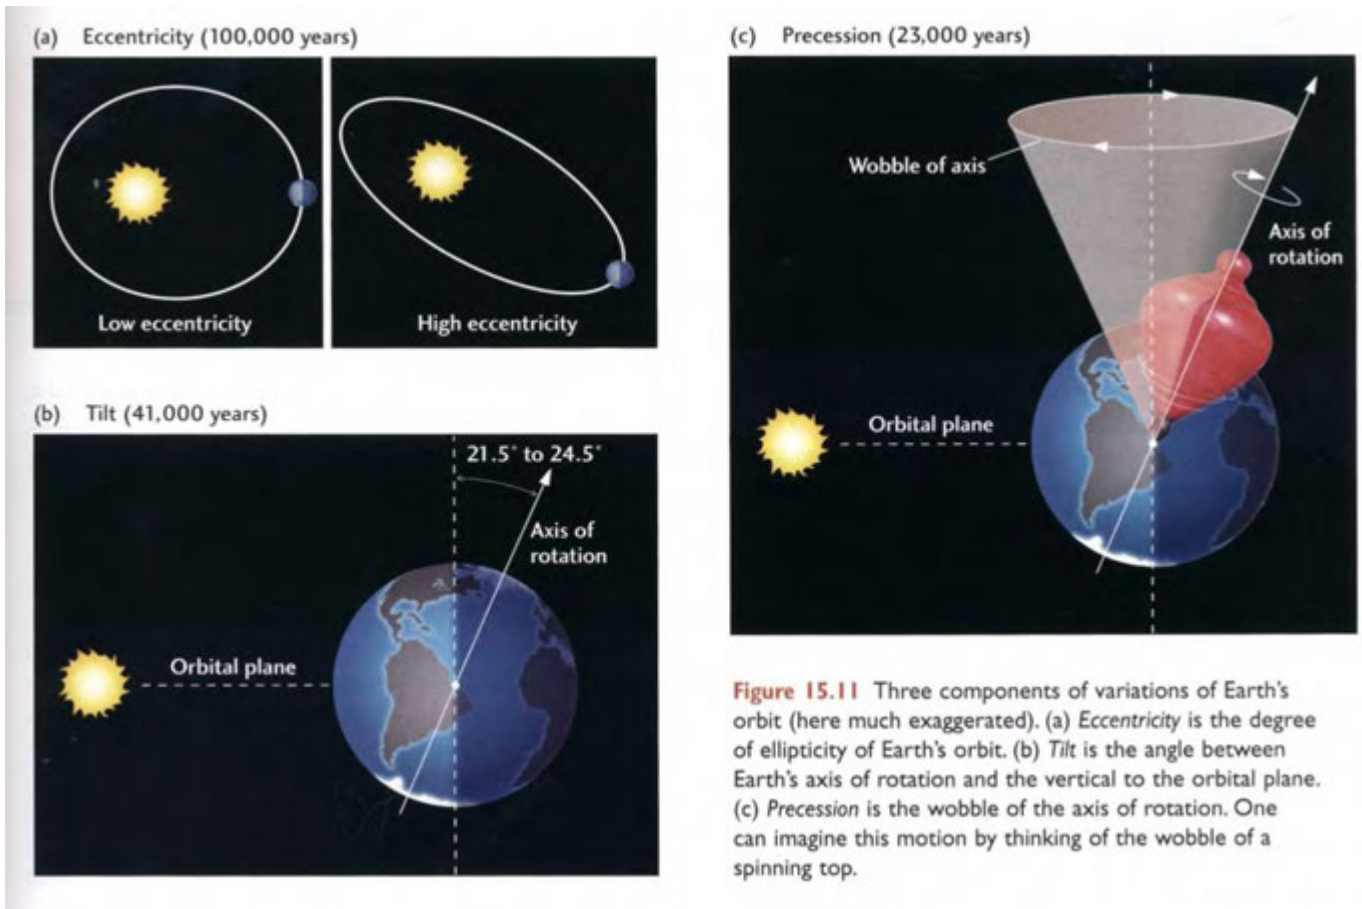 (a) Eccentricity (100,000 years)
Low eccentricity
High eccentricity
(b) Tilt (41,000 years)
21.5° to 24.5°
Axis of
rotation
Orbital plane
(c) Precession (23,000 years)
Wobble of axis
Axis of
rotation
Orbital plane
Figure 15.11 Three components of variations of Earth's
orbit (here much exaggerated). (a) Eccentricity is the degree
of ellipticity of Earth's orbit. (b) Tilt is the angle between
Earth's axis of rotation and the vertical to the orbital plane.
(c) Precession is the wobble of the axis of rotation. One
can imagine this motion by thinking of the wobble of a
spinning top.